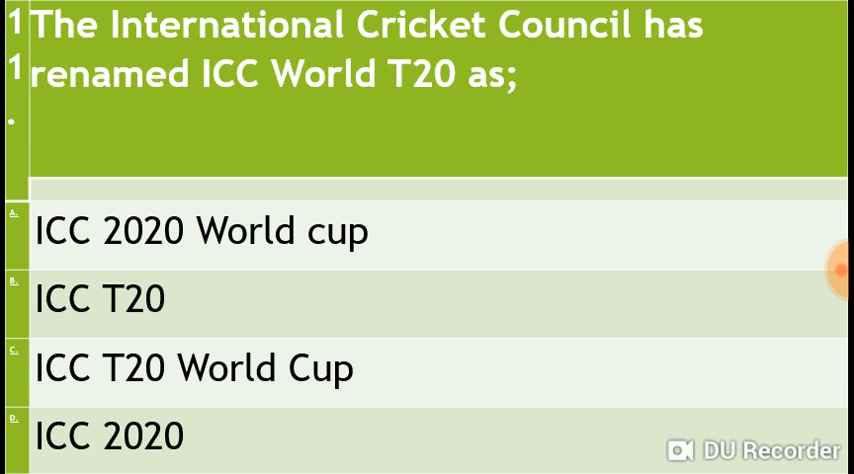 11. The International Cricket Council has
renamed ICC World T20 as;
A. ICC 2020 World cup
B. ICC T20
C. ICC T20 World Cup
D. ICC 2020
DU Recorder